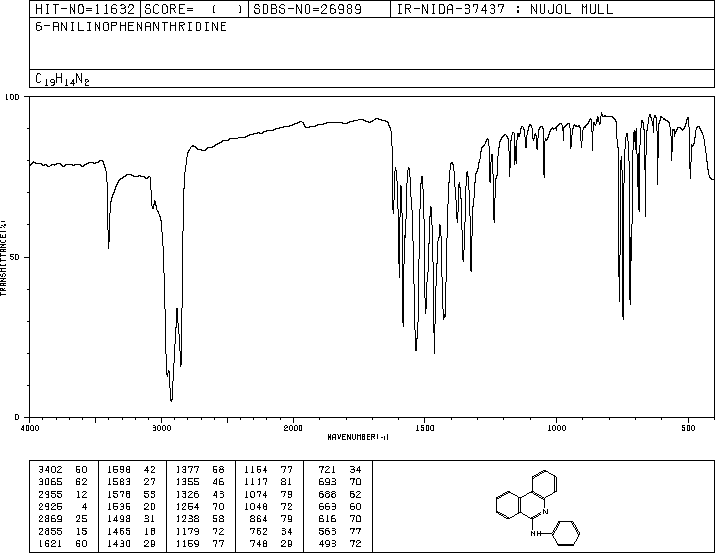 HIT-NO=11632 SCORE= ( ) SDBS-NO=26989 IR-NIDA-37437 : NUJOL MULL
6-ANILINOPHENANTHRIDINE
C19H14N2
100
50
0
TRANSMITTANCE(%)
4000 3000 2000 1500 1000 500
WAVENUMBER(-1)
3402 60 1598 42 1377 68 1154 77 721 34
3065 62 1583 27 1355 46 1117 81 693 70
2955 12 1578 55 1326 45 1074 79 688 62
2925 4 1536 20 1254 70 1048 72 663 60
2869 25 1498 31 1238 58 864 79 616 70
2855 15 1465 18 1179 72 762 34 563 77
1621 60 1430 29 1159 77 748 29 493 72
N
NH